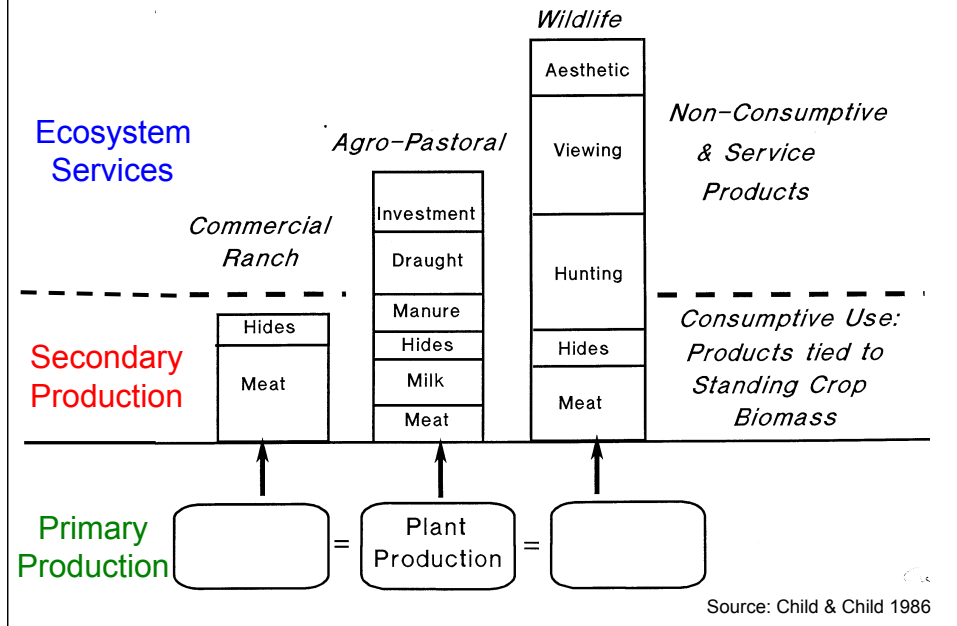 Wildlife
Aesthetic
Ecosystem
Services
Agro-Pastoral
Viewing
Non-Consumptive
& Service
Products
Commercial
Ranch
Investment
Draught
Hunting
Manure
Hides
Hides
Hides
Milk
Meat
Meat
Meat
Secondary
Production
Consumptive Use:
Products tied to
Standing Crop
Biomass
Primary
Production
=
Plant
Production
=
Source: Child & Child 1986